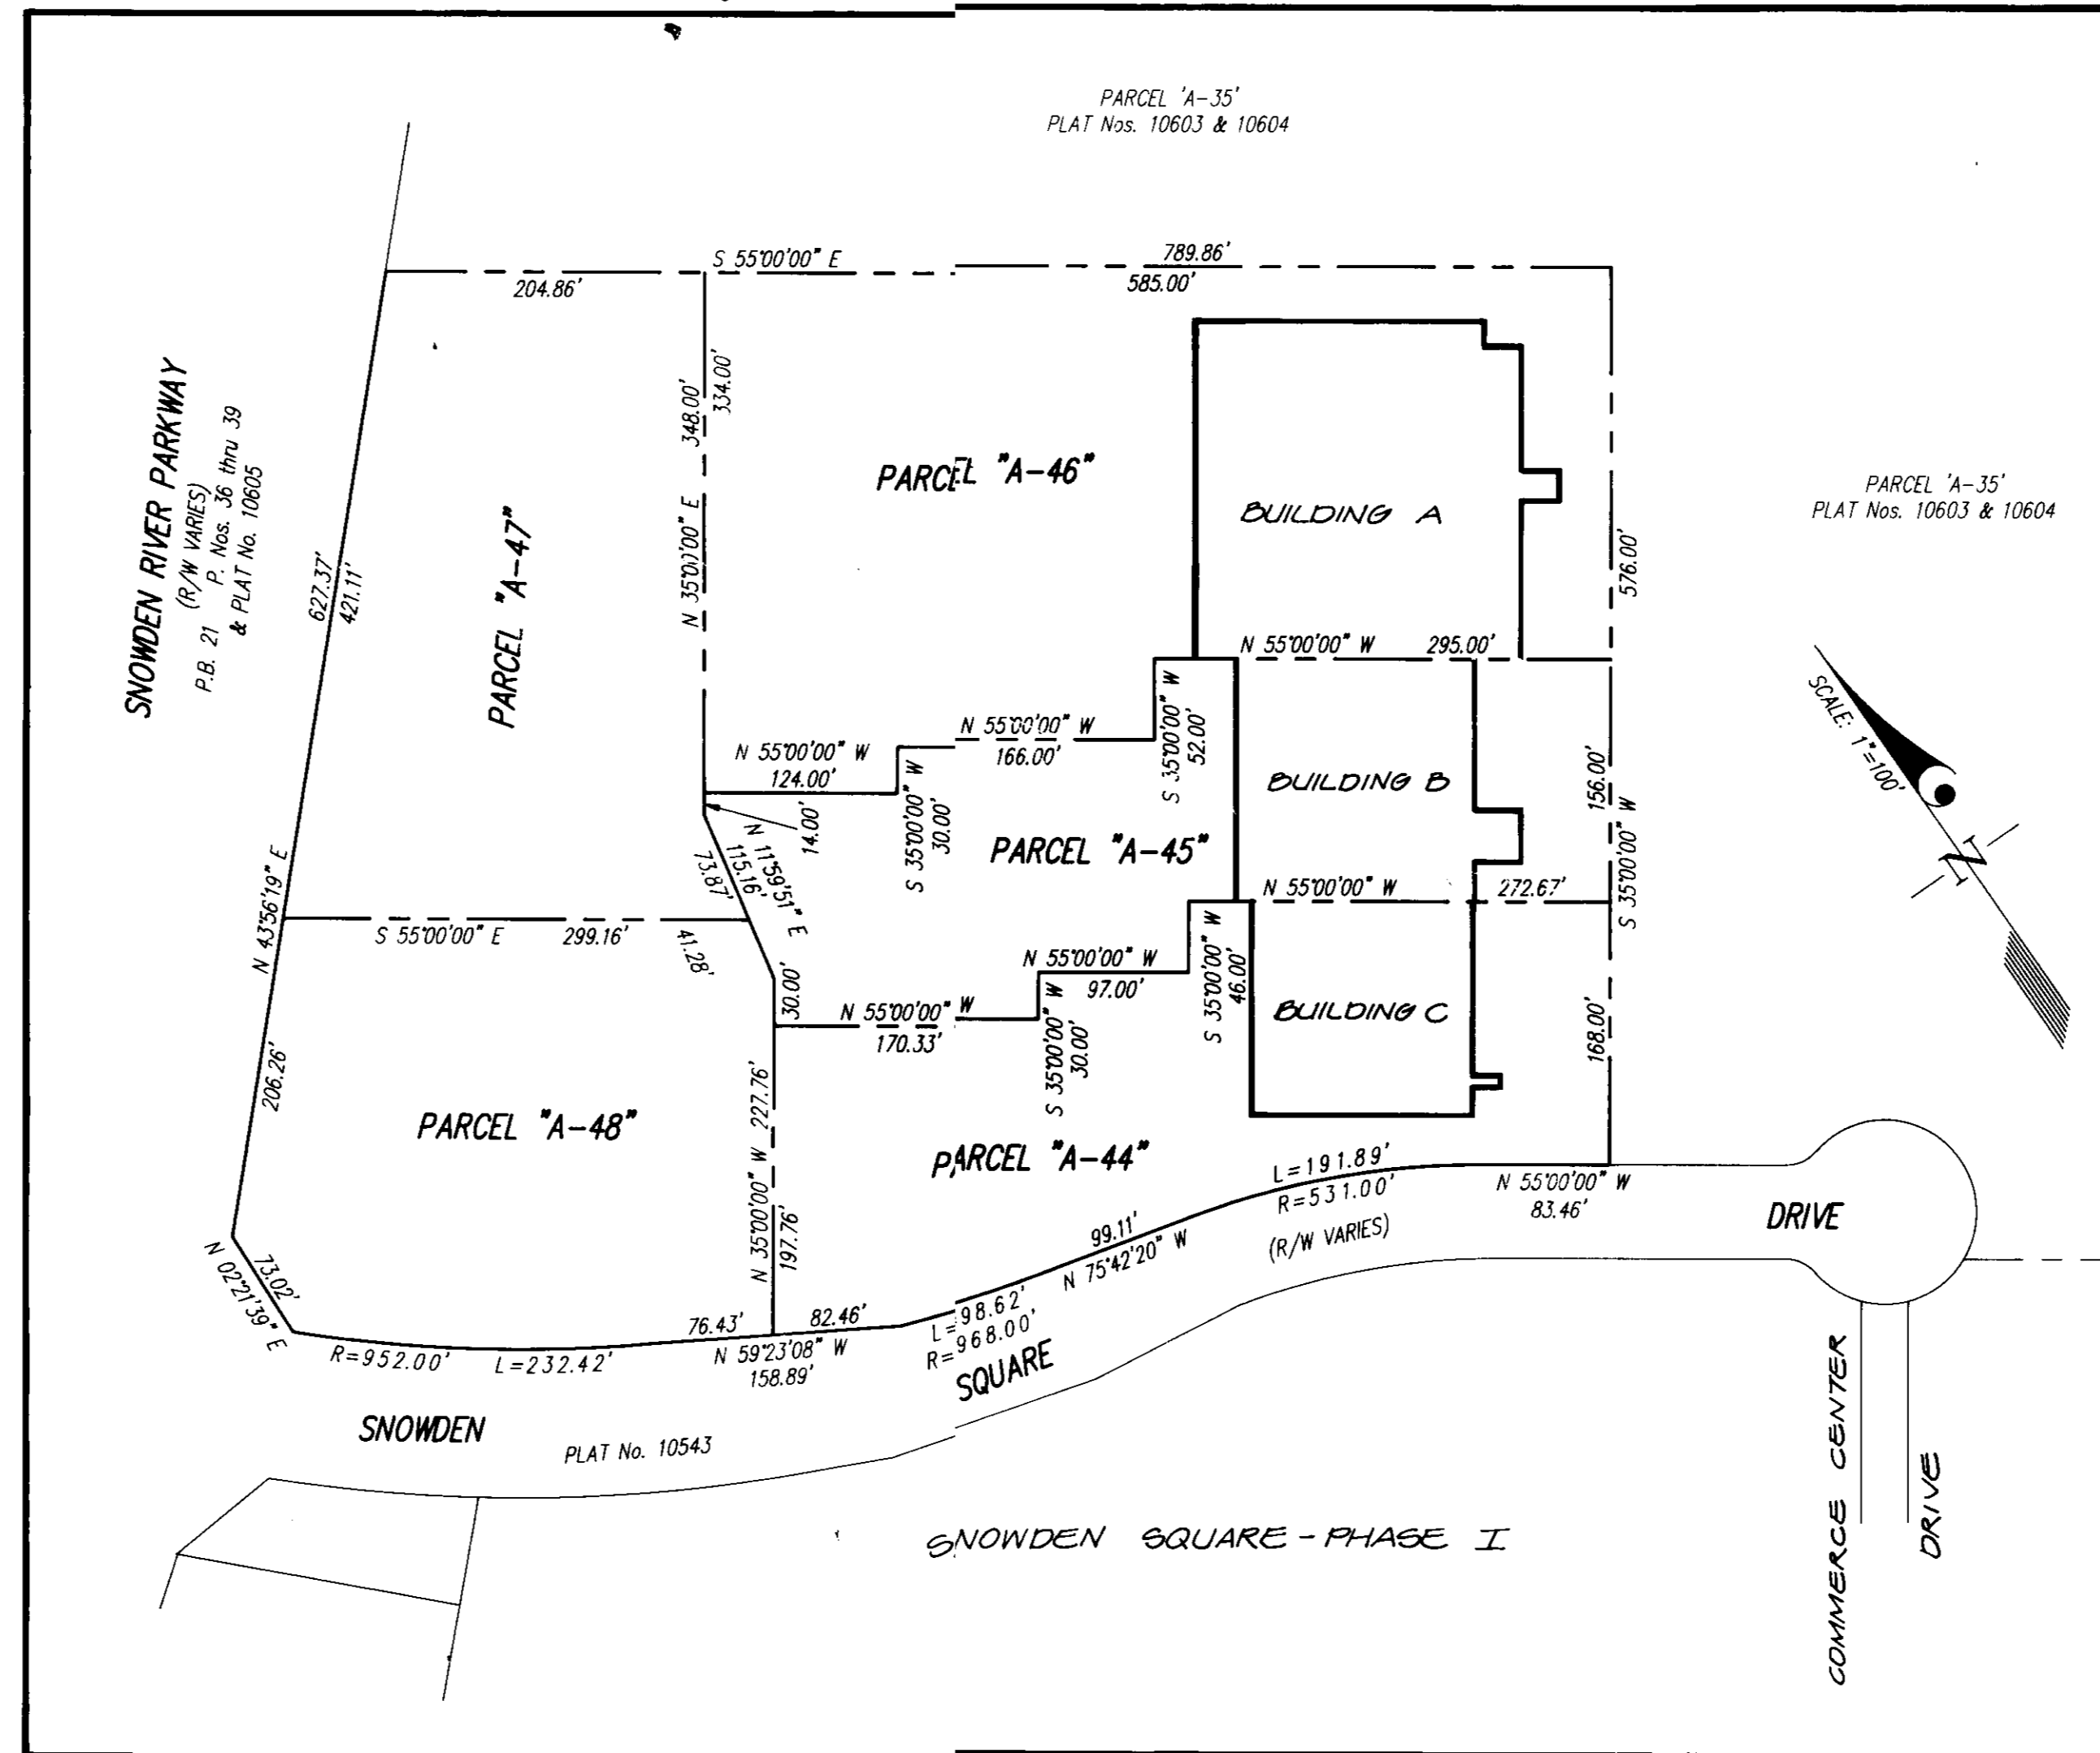 PARCEL 'A-35'
PLAT Nos. 10603 & 10604
S 55°00'00" E
789.86'
204.86'
585.00'
SNOWDEN RIVER PARKWAY
(R/W VARIES)
P.B. 21 P. Nos. 36 thru 39
& PLAT No. 10605
627.37'
421.11'
N 43°56'19" E
206.26'
PARCEL "A-47"
N 35°00'00" E 348.00'
334.00'
PARCEL "A-46"
BUILDING A
PARCEL 'A-35'
PLAT Nos. 10603 & 10604
576.00'
N 55°00'00" W 295.00'
N 55°00'00" W
166.00'
S 35°00'00" W
52.00'
N 55°00'00" W
124.00'
S 35°00'00" W
30.00'
14.00'
N 11°59'51" E
115.16'
73.87'
41.28'
PARCEL "A-45"
BUILDING B
156.00'
S 35°00'00" W
SCALE: 1"=100'
N
N 55°00'00" W 272.67'
S 55°00'00" E 299.16'
30.00'
N 55°00'00" W
97.00'
S 35°00'00" W
46.00'
N 55°00'00" W
170.33'
S 35°00'00" W
30.00'
BUILDING C
168.00'
PARCEL "A-48"
N 35°00'00" W 227.76'
197.76'
PARCEL "A-44"
L=191.89'
R=531.00'
(R/W VARIES)
N 55°00'00" W
83.46'
DRIVE
99.11'
N 75°42'20" W
73.02'
N 02°21'39" E
R=952.00' L=232.42'
76.43' 82.46'
N 59°23'08" W
158.89'
L=98.62'
R=968.00'
SQUARE
SNOWDEN
PLAT No. 10543
SNOWDEN SQUARE - PHASE I
COMMERCE CENTER
DRIVE